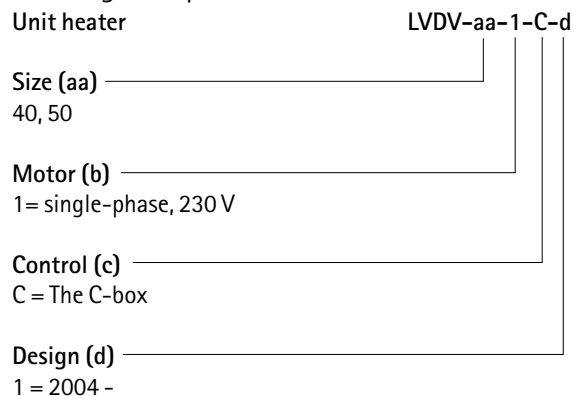 Unit heater LVDV-aa-1-C-d
Size (aa)
40, 50
Motor (b)
1= single-phase, 230 V
Control (c)
C = The C-box
Design (d)
1 = 2004 -